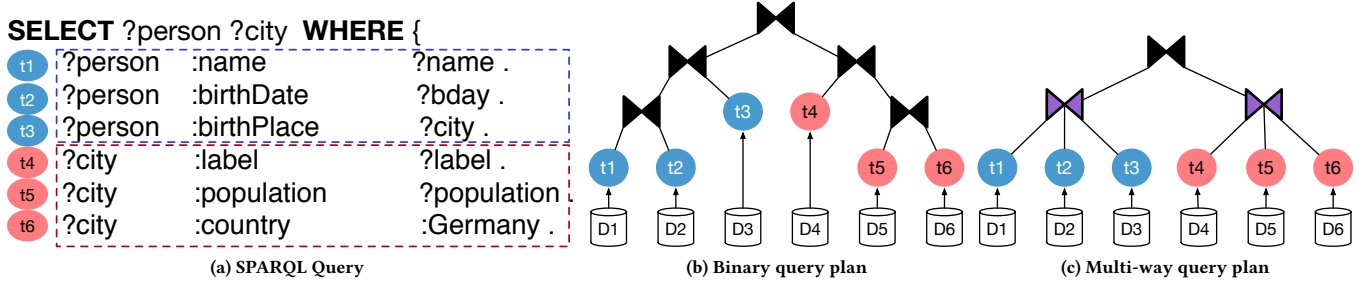 SELECT ?person ?city WHERE {
t1 ?person :name ?name .
t2 ?person :birthDate ?bday .
t3 ?person :birthPlace ?city .
t4 ?city :label ?label .
t5 ?city :population ?population .
t6 ?city :country :Germany .
(a) SPARQL Query
t3 t4
t1 t2 t5 t6
D1 D2 D3 D4 D5 D6
(b) Binary query plan
t1 t2 t3 t4 t5 t6
D1 D2 D3 D4 D5 D6
(c) Multi-way query plan